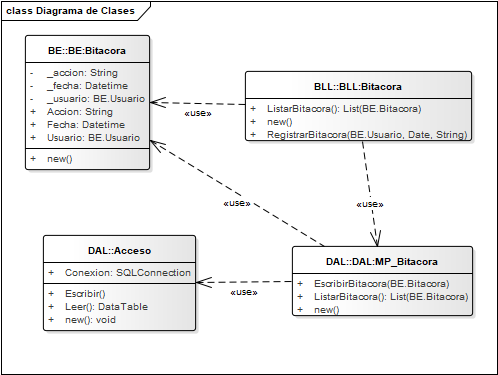 class Diagrama de Clases
BE::BE:Bitacora
- _accion: String
- _fecha: Datetime
- _usuario: BE.Usuario
+ Accion: String
+ Fecha: Datetime
+ Usuario: BE.Usuario
+ new()
BLL::BLL:Bitacora
+ ListarBitacora(): List(BE.Bitacora)
+ new()
+ RegistrarBitacora(BE.Usuario, Date, String)
«use»
«use»
«use»
DAL::Acceso
+ Conexion: SQLConnection
+ Escribir()
+ Leer(): DataTable
+ new(): void
«use»
DAL::DAL:MP_Bitacora
+ EscribirBitacora(BE.Bitacora)
+ ListarBitacora(): List(BE.Bitacora)
+ new()